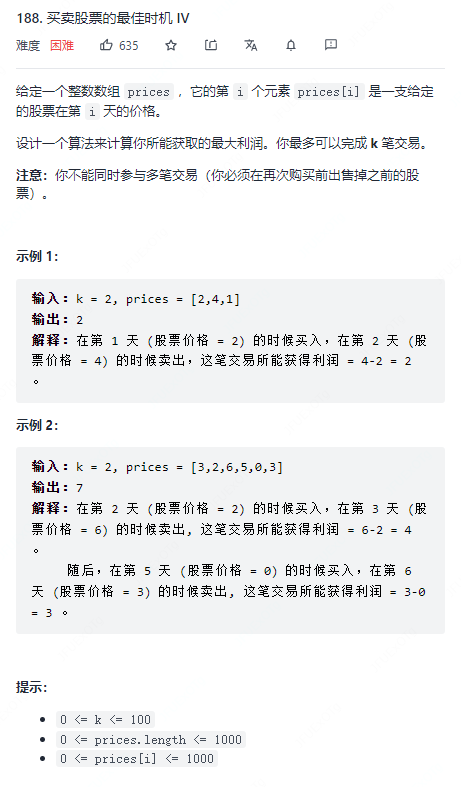 188. 买卖股票的最佳时机 IV
难度 困难 635
给定一个整数数组 prices ，它的第 i 个元素 prices[i] 是一支给定
的股票在第 i 天的价格。
设计一个算法来计算你所能获取的最大利润。你最多可以完成 k 笔交易。
注意：你不能同时参与多笔交易（你必须在再次购买前出售掉之前的股
票）。
示例 1：
输入：k = 2, prices = [2,4,1]
输出：2
解释：在第 1 天 (股票价格 = 2) 的时候买入，在第 2 天 (股
票价格 = 4) 的时候卖出，这笔交易所能获得利润 = 4-2 = 2
。
示例 2：
输入：k = 2, prices = [3,2,6,5,0,3]
输出：7
解释：在第 2 天 (股票价格 = 2) 的时候买入，在第 3 天 (股
票价格 = 6) 的时候卖出, 这笔交易所能获得利润 = 6-2 = 4
。
随后，在第 5 天 (股票价格 = 0) 的时候买入，在第 6
天 (股票价格 = 3) 的时候卖出, 这笔交易所能获得利润 = 3-0
= 3 。
提示：
• 0 <= k <= 100
• 0 <= prices.length <= 1000
• 0 <= prices[i] <= 1000